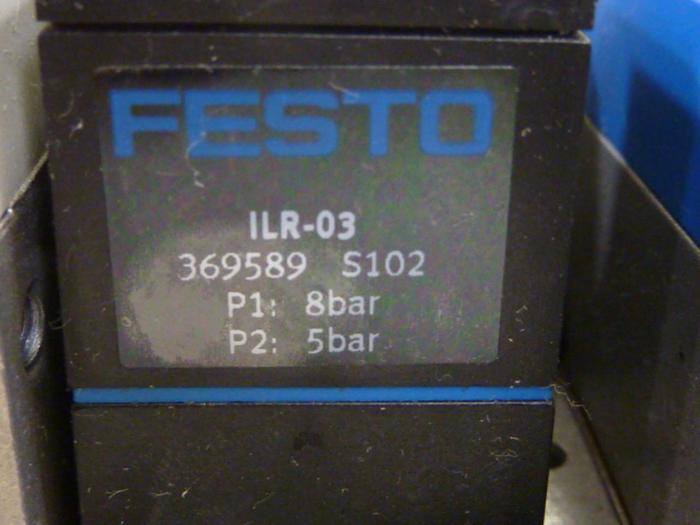 FESTO
ILR-03
369589 S102
P1: 8bar
P2: 5bar